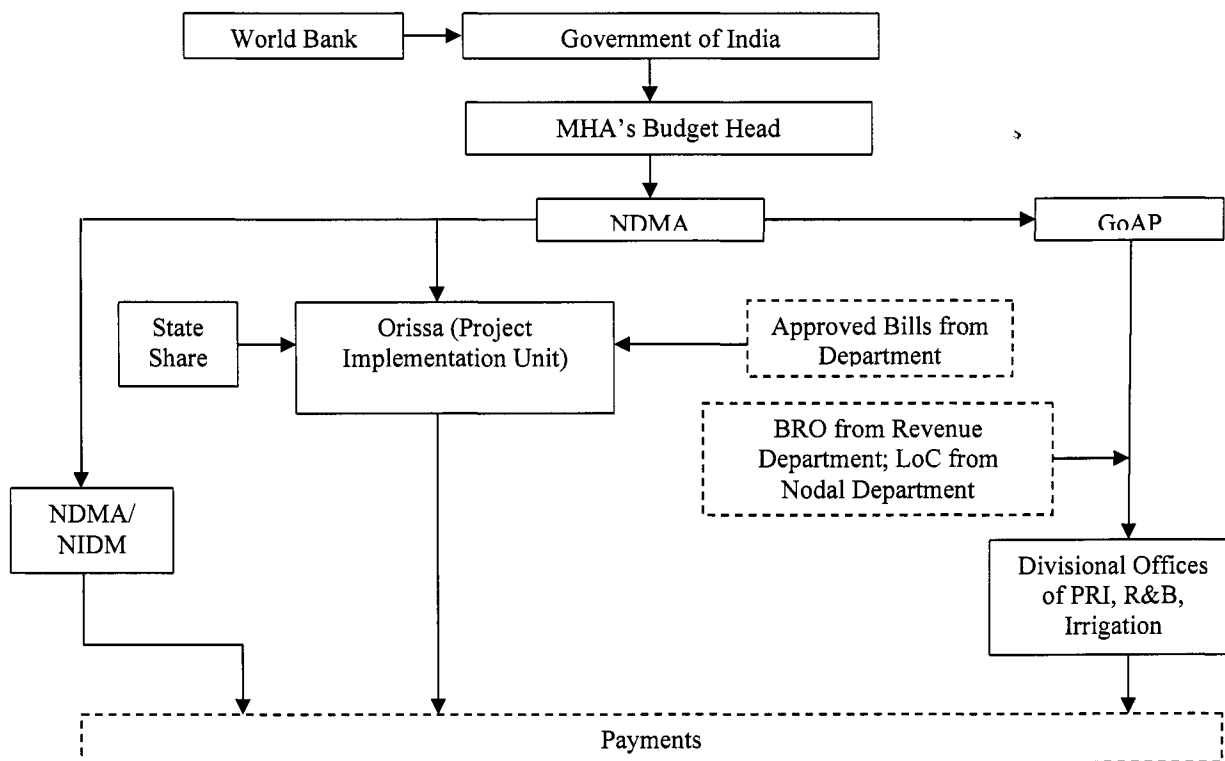 World Bank
Government of India
MHA's Budget Head
NDMA
GoAP
State
Share
Orissa (Project
Implementation Unit)
Approved Bills from
Department
BRO from Revenue
Department; LoC from
Nodal Department
NDMA/
NIDM
Divisional Offices
of PRI, R&B,
Irrigation
Payments